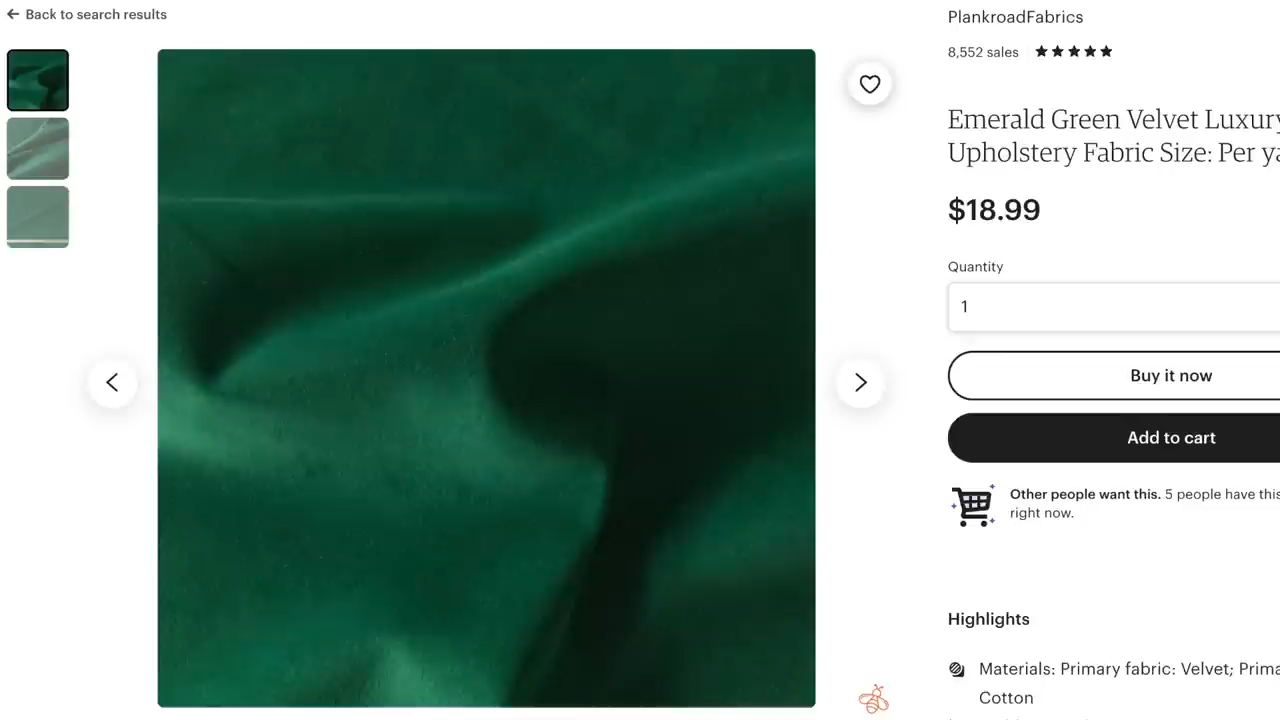 Back to search results
PlankroadFabrics
8,552 sales
Emerald Green Velvet Luxury
Upholstery Fabric Size: Per
$18.99
Quantity
1
Buy it now
Add to cart
Other people want this. 5 people have this
right now.
Highlights
Materials: Primary fabric: Velvet;
Cotton